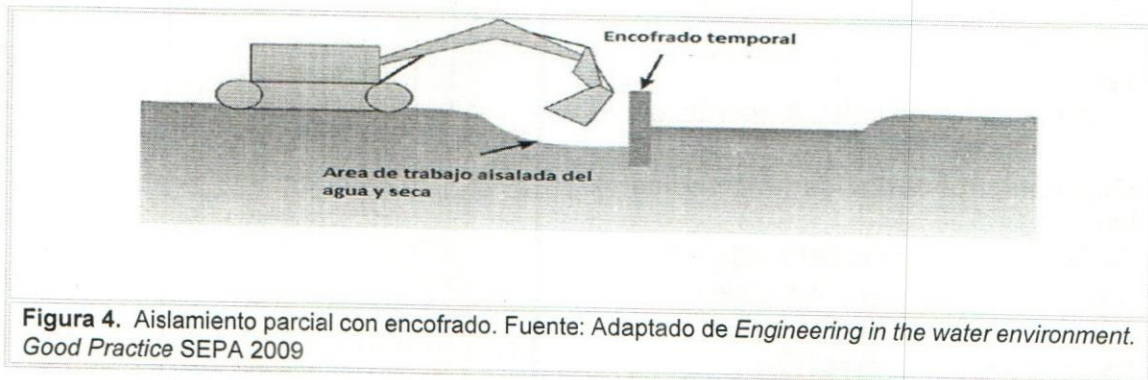 Encofrado temporal
Area de trabajo aisalada del
agua y seca
Figura 4. Aislamiento parcial con encofrado. Fuente: Adaptado de Engineering in the water environment.
Good Practice SEPA 2009